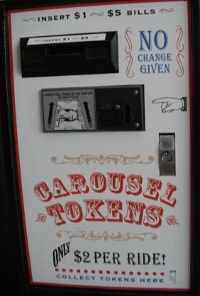 INSERT $1 $5 BILLS
NO
CHANGE
GIVEN
CAROUSEL
TOKENS
ONLY
$2 PER RIDE!
COLLECT TOKENS HERE